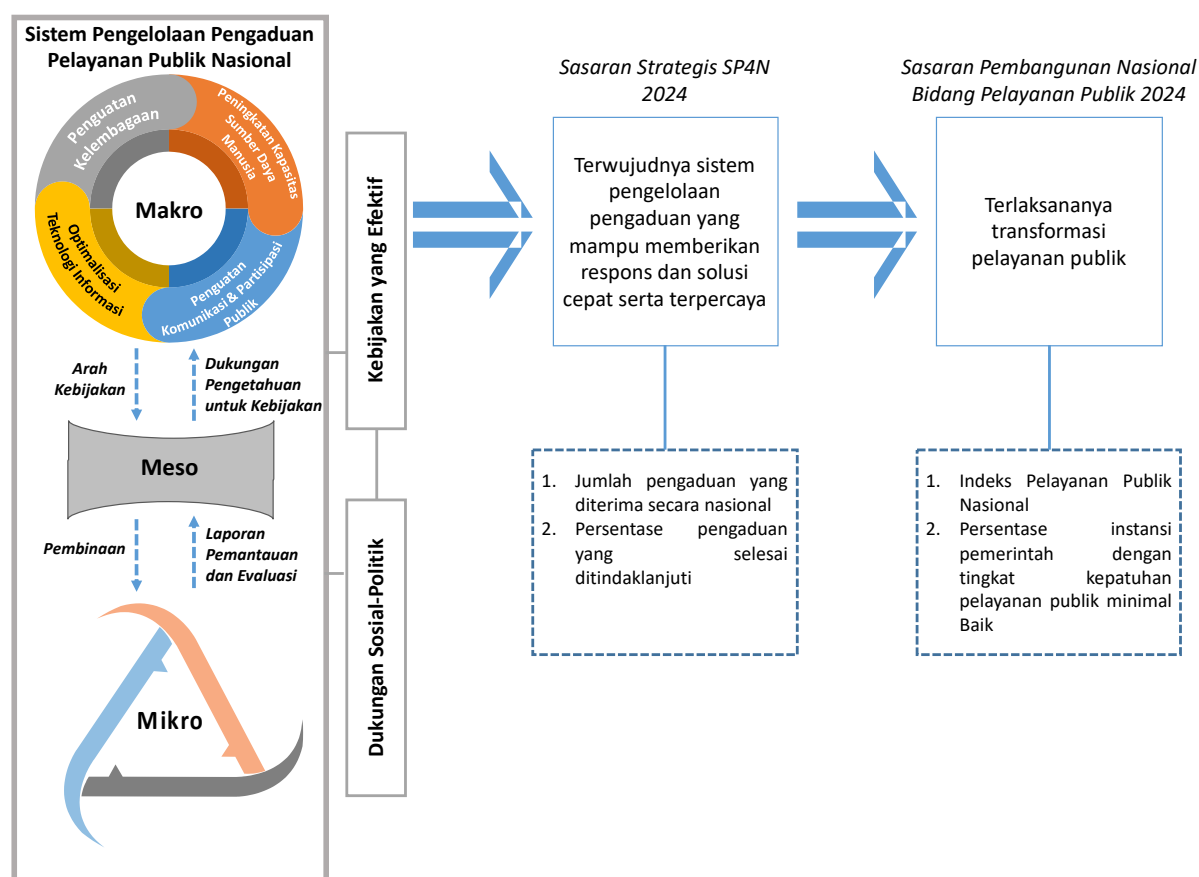 Sistem Pengelolaan Pengaduan
Pelayanan Publik Nasional
Penguatan
Kelembagaan
Peningkatan Kapasitas
Sumber Daya
Manusia
Makro
Optimalisasi
Teknologi Informasi
Penguatan
Komunikasi & Partisipasi
Publik
Arah
Kebijakan
Dukungan
Pengetahuan
untuk Kebijakan
Meso
Pembinaan
Laporan
Pemantauan
dan Evaluasi
Mikro
Kebijakan yang Efektif
Dukungan Sosial-Politik
Sasaran Strategis SP4N
2024
Terwujudnya sistem
pengelolaan
pengaduan yang
mampu memberikan
respons dan solusi
cepat serta terpercaya
1. Jumlah pengaduan yang
diterima secara nasional
2. Persentase pengaduan
yang selesai
ditindaklanjuti
Sasaran Pembangunan Nasional
Bidang Pelayanan Publik 2024
Terlaksananya
transformasi
pelayanan publik
1. Indeks Pelayanan Publik
Nasional
2. Persentase instansi
pemerintah dengan
tingkat kepatuhan
pelayanan publik minimal
Baik